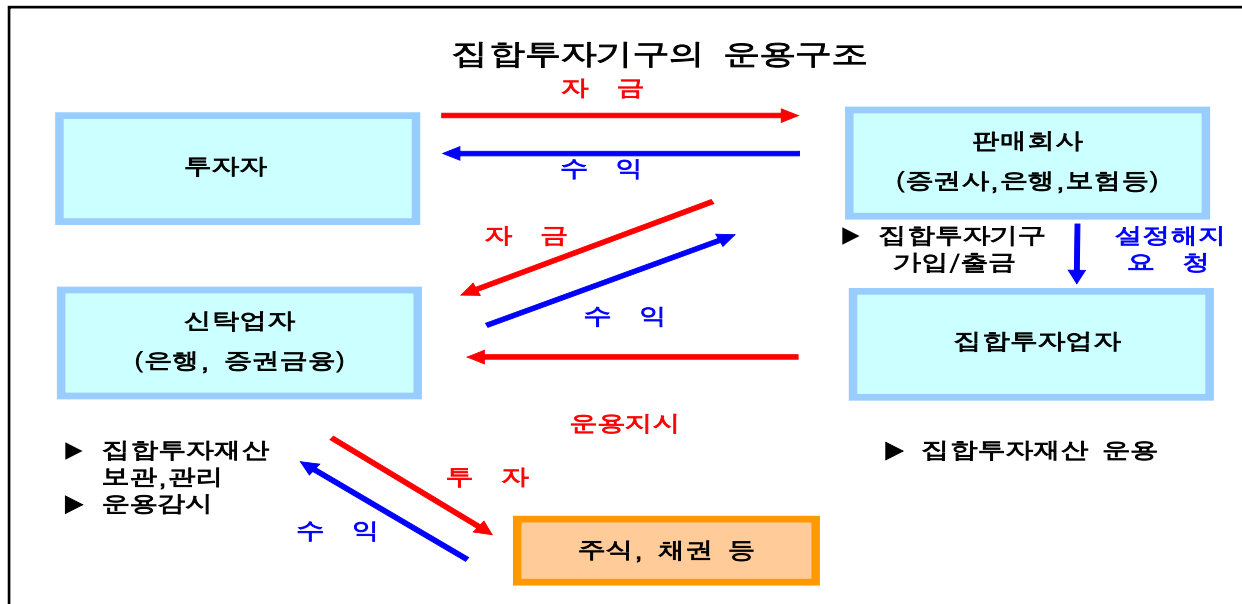 집합투자기구의 운용구조
자 금
투자자
수 익
판매회사
(증권사,은행,보험등)
자 금
▶ 집합투자기구
가입/출금
설정해지
요 청
신탁업자
(은행, 증권금융)
수 익
집합투자업자
운용지시
▶ 집합투자재산
보관,관리
▶ 운용감시
▶ 집합투자재산 운용
투 자
수 익
주식, 채권 등